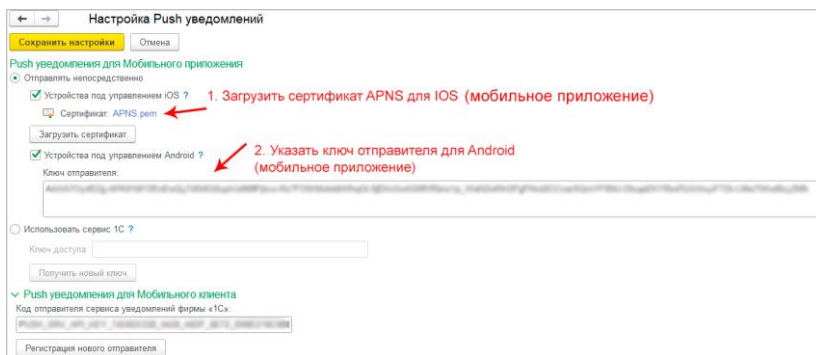 Настройка Push уведомлений
Сохранить настройки Отмена
Push уведомления для Мобильного приложения
Отправлять непосредственно
Устройства под управлением iOS ? 1. Загрузить сертификат APNS для IOS (мобильное приложение)
Сертификат: APNS.pem
Загрузить сертификат
Устройства под управлением Android ? 2. Указать ключ отправителя для Android
(мобильное приложение)
Ключ отправителя:
Использовать сервис 1С ?
Ключ доступа:
Получить новый ключ
Push уведомления для Мобильного клиента
Код отправителя сервиса уведомлений фирмы «1С»:
Регистрация нового отправителя